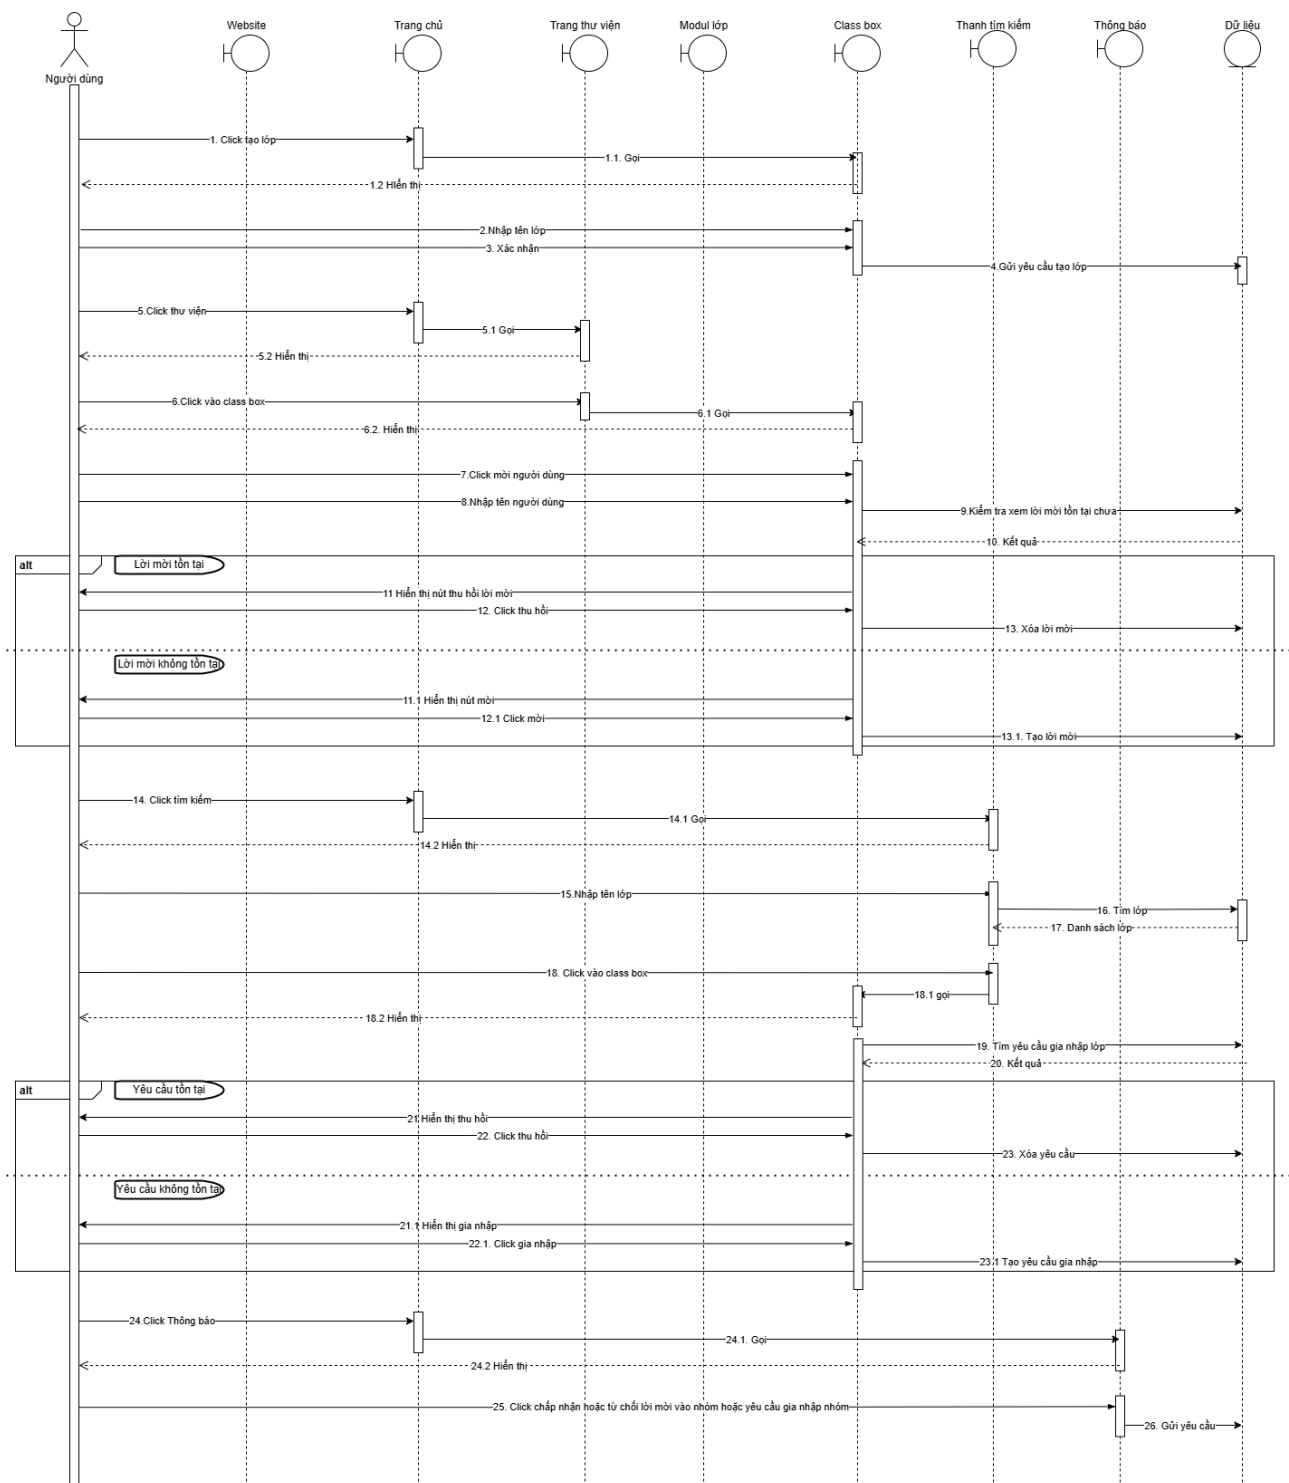 Website
Trang chủ
Trang thư viện
Modul lớp
Class box
Thanh tìm kiếm
Thông báo
Dữ liệu
Người dùng
1. Click tạo lớp
1.1. Gọi
1.2 HIển thị
2.Nhập tên lớp
3. Xác nhận
4.Gửi yêu cầu tạo lớp
5.Click thư viện
5.1 Gọi
5.2 Hiển thị
6.Click vào class box
6.1 Gọi
6.2. Hiển thị
7.Click mời người dùng
8.Nhập tên người dùng
9.Kiểm tra xem lời mời tồn tại chưa
10. Kết quả
alt
Lời mời tồn tại
11 Hiển thị nút thu hồi lời mời
12. Click thu hồi
13. Xóa lời mời
Lời mời không tồn tại
11.1 Hiển thị nút mời
12.1 Click mời
13.1. Tạo lời mời
14. Click tìm kiếm
14.1 Gọi
14.2 Hiển thị
15.Nhập tên lớp
16. Tìm lớp
17. Danh sách lớp
18. Click vào class box
18.1 gọi
18.2 Hiển thị
19. Tìm yêu cầu gia nhập lớp
20. Kết quả
alt
Yêu cầu tồn tại
21.Hiển thị thu hồi
22. Click thu hồi
23. Xóa yêu cầu
Yêu cầu không tồn tại
21.1 Hiển thị gia nhập
22.1. Click gia nhập
23.1 Tạo yêu cầu gia nhập
24.Click Thông báo
24.1. Gọi
24.2 Hiển thị
25. Click chấp nhận hoặc từ chối lời mời vào nhóm hoặc yêu cầu gia nhập nhóm
26. Gửi yêu cầu